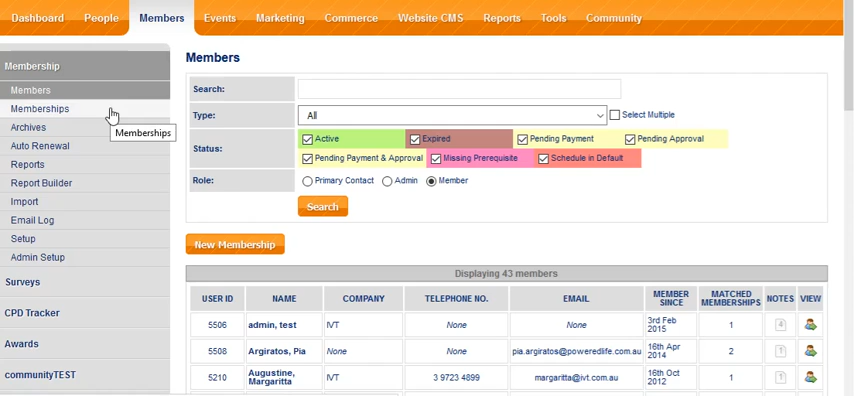 Dashboard People Members Events Marketing Commerce Website CMS Reports Tools Community
Membership
Members
Memberships
Memberships
Archives
Auto Renewal
Reports
Report Builder
Import
Email Log
Setup
Admin Setup
Surveys
CPD Tracker
Awards
communityTEST
Members
Search:
Type: All Select Multiple
Status: Active Expired Pending Payment Pending Approval
Pending Payment & Approval Missing Prerequisite Schedule in Default
Role: Primary Contact Admin Member
Search
New Membership
Displaying 43 members
USER ID NAME COMPANY TELEPHONE NO. EMAIL MEMBER SINCE MATCHED MEMBERSHIPS NOTES VIEW
5506 admin, test IVT None None 3rd Feb 2015 1 4
5508 Argiratos, Pia None None pia.argiratos@poweredlife.com.au 16th Apr 2014 2 1
5210 Augustine, Margaritta IVT 3 9723 4899 margaritta@ivt.com.au 16th Oct 2012 1 1